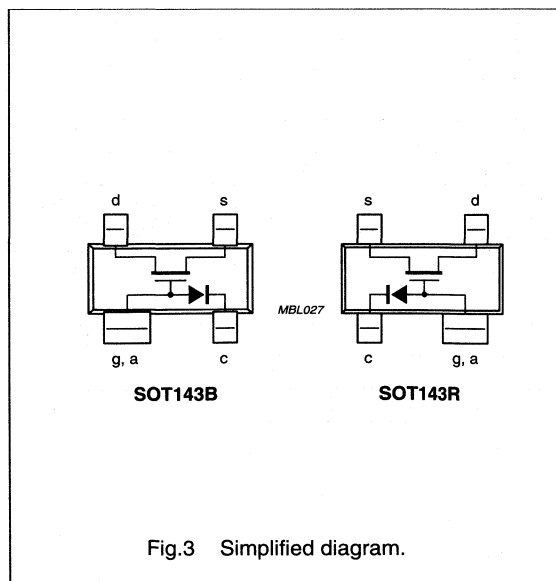 d s s d
MBL027
g, a c c g, a
SOT143B SOT143R
Fig.3 Simplified diagram.